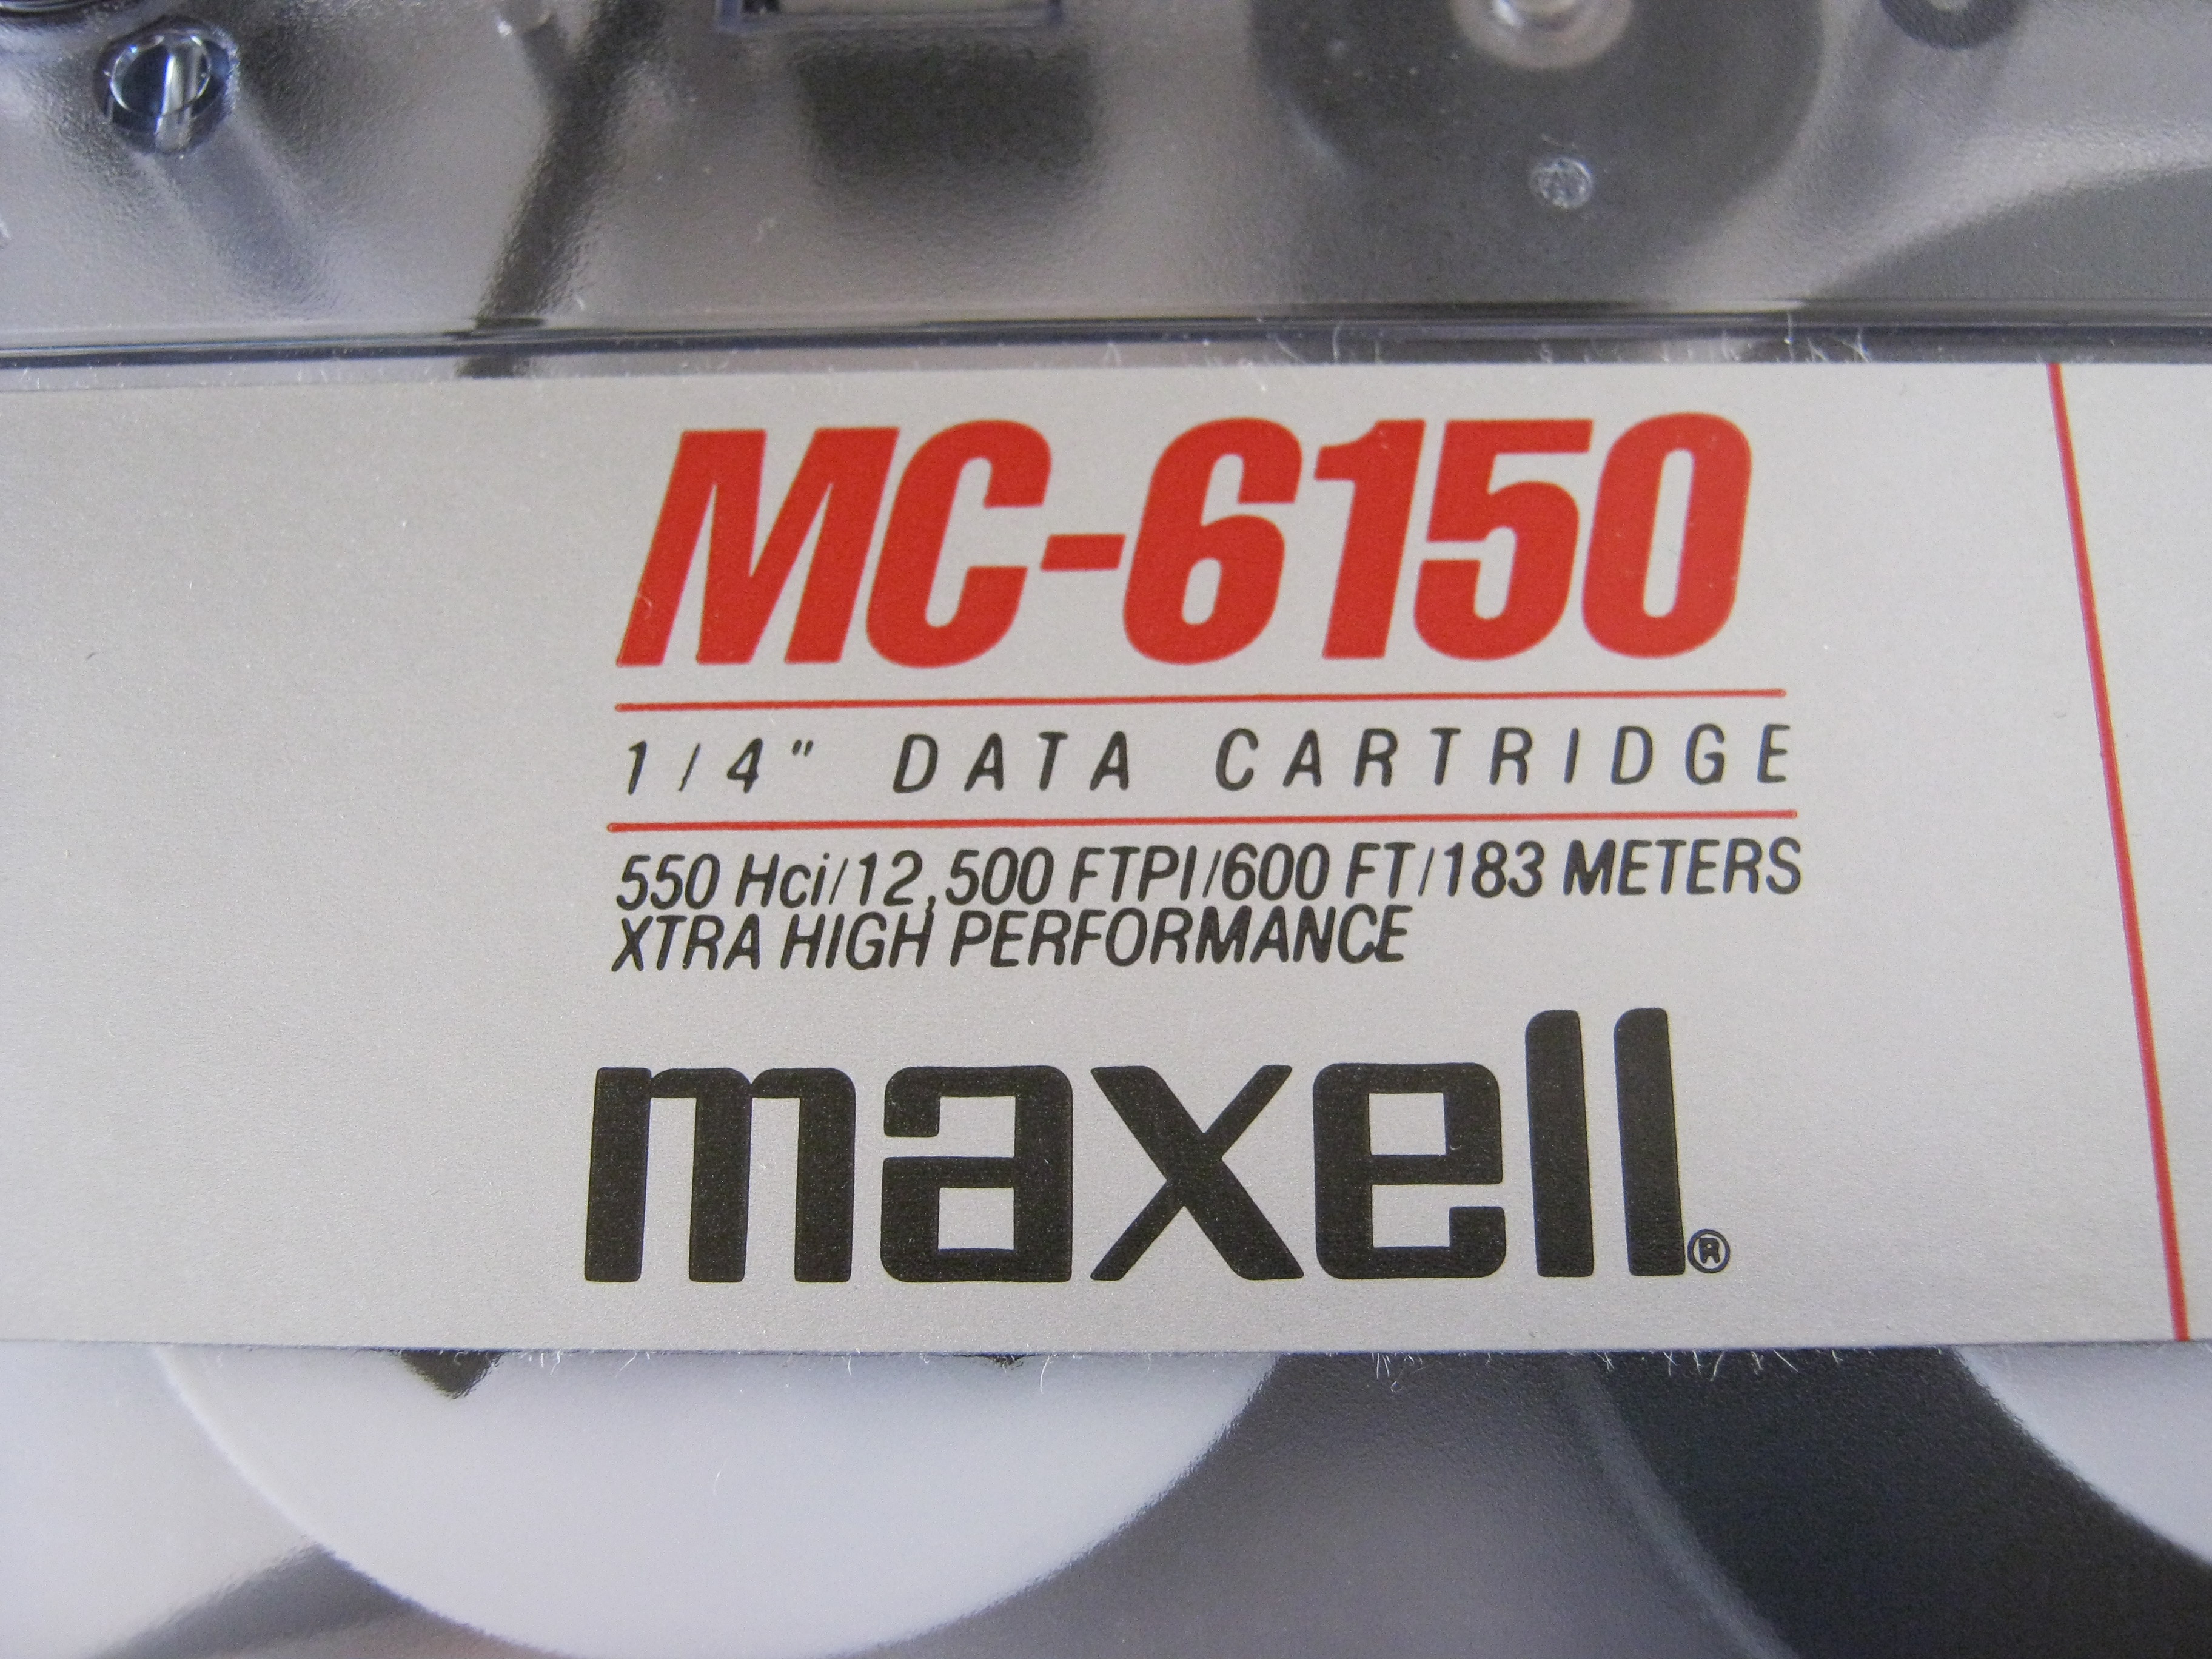 MC-6150
1/4" DATA CARTRIDGE
550 Hci/12,500 FTPI/600 FT/183 METERS
XTRA HIGH PERFORMANCE
maxell®